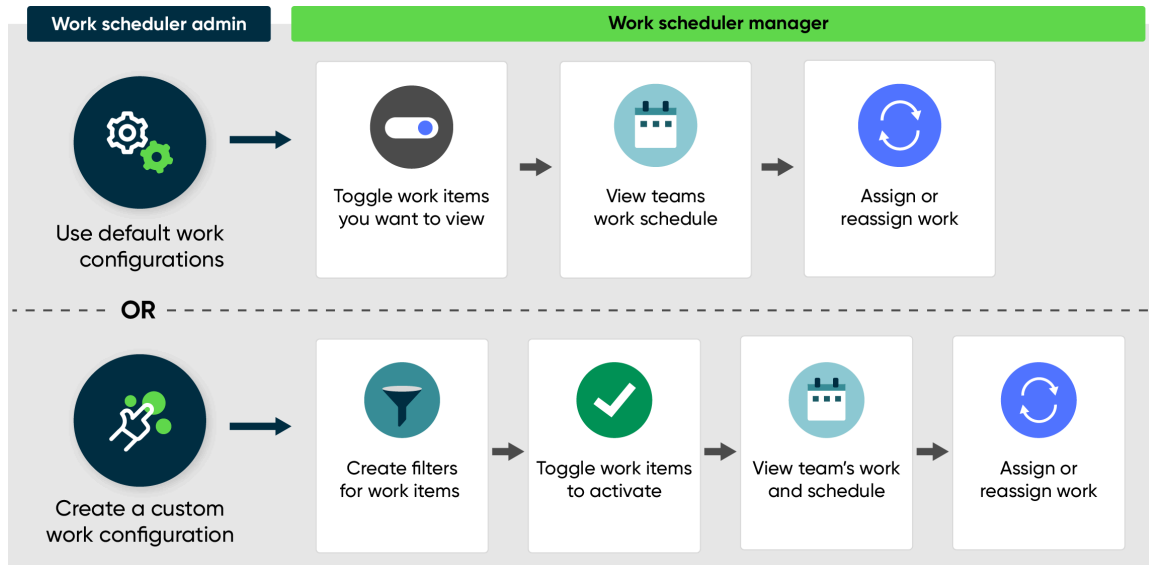 Work scheduler admin
Work scheduler manager
Use default work
configurations
Toggle work items
you want to view
View teams
work schedule
Assign or
reassign work
OR
Create a custom
work configuration
Create filters
for work items
Toggle work items
to activate
View team’s work
and schedule
Assign or
reassign work